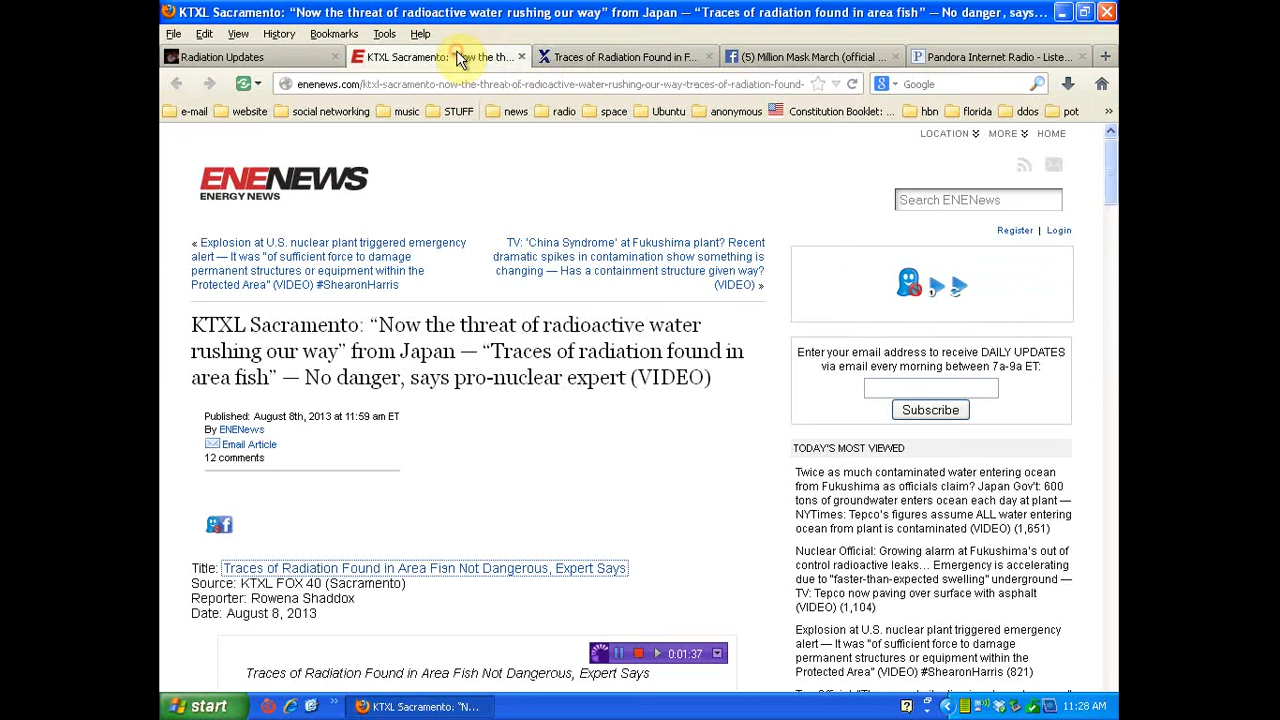 KTXL Sacramento: “Now the threat of radioactive water rushing our way” from Japan — “Traces of radiation found in area fish” — No danger, says...
File Edit View History Bookmarks Tools Help
Radiation Updates
KTXL Sacramento: the th...
Traces of Radiation Found in F...
(5) Million Mask March (official ...
Pandora Internet Radio - Liste...
enenews.com/ktxl-sacramento-now-the-threat-of-radioactive-water-rushing-our-way-traces-of-radiation-found-
Google
e-mail website social networking music STUFF news radio space Ubuntu anonymous Constitution Booklet: ... hbn florida ddos pot
LOCATION MORE HOME
ENENEWS
ENERGY NEWS
Search ENENews
Register | Login
« Explosion at U.S. nuclear plant triggered emergency
alert — It was "of sufficient force to damage
permanent structures or equipment within the
Protected Area" (VIDEO) #ShearonHarris
TV: 'China Syndrome' at Fukushima plant? Recent
dramatic spikes in contamination show something is
changing — Has a containment structure given way?
(VIDEO) »
KTXL Sacramento: “Now the threat of radioactive water
rushing our way” from Japan — “Traces of radiation found in
area fish” — No danger, says pro-nuclear expert (VIDEO)
Published: August 8th, 2013 at 11:59 am ET
By ENENews
Email Article
12 comments
Title: Traces of Radiation Found in Area Fish Not Dangerous, Expert Says
Source: KTXL FOX 40 (Sacramento)
Reporter: Rowena Shaddox
Date: August 8, 2013
0:01:37
Traces of Radiation Found in Area Fish Not Dangerous, Expert Says
Enter your email address to receive DAILY UPDATES
via email every morning between 7a-9a ET:
Subscribe
TODAY'S MOST VIEWED
Twice as much contaminated water entering ocean
from Fukushima as officials claim? Japan Gov't: 600
tons of groundwater enters ocean each day at plant —
NYTimes: Tepco's figures assume ALL water entering
ocean from plant is contaminated (VIDEO) (1,651)
Nuclear Official: Growing alarm at Fukushima's out of
control radioactive leaks… Emergency is accelerating
due to "faster-than-expected swelling" underground —
TV: Tepco now paving over surface with asphalt
(VIDEO) (1,104)
Explosion at U.S. nuclear plant triggered emergency
alert — It was "of sufficient force to damage
permanent structures or equipment within the
Protected Area" (VIDEO) #ShearonHarris (821)
start
KTXL Sacramento: “N...
11:28 AM